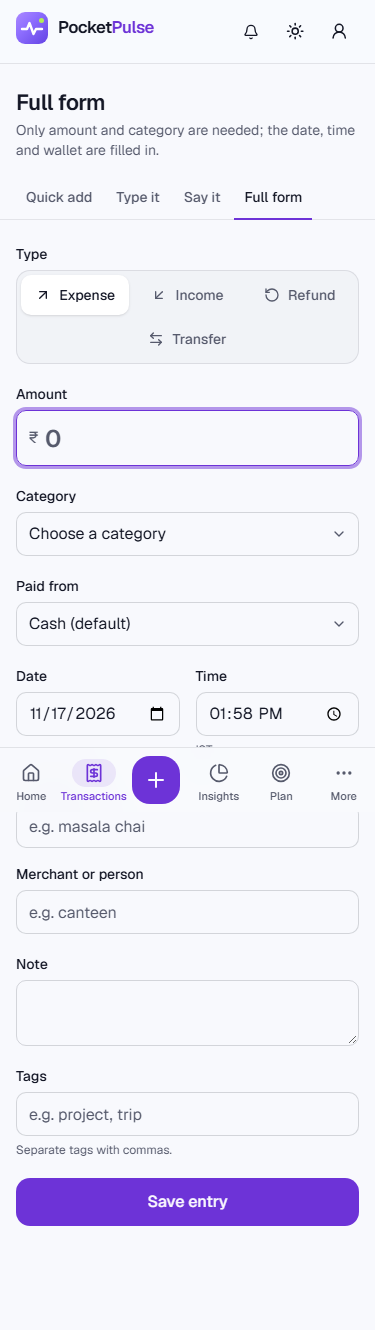 PocketPulse
Full form
Only amount and category are needed; the date, time
and wallet are filled in.
Quick add
Type it
Say it
Full form
Type
Expense
Income
Refund
Transfer
Amount
₹ 0
Category
Choose a category
Paid from
Cash (default)
Date
Time
11/17/2026
01:58 PM
Home
Transactions
Insights
Plan
More
e.g. masala chai
Merchant or person
e.g. canteen
Note
Tags
e.g. project, trip
Separate tags with commas.
Save entry